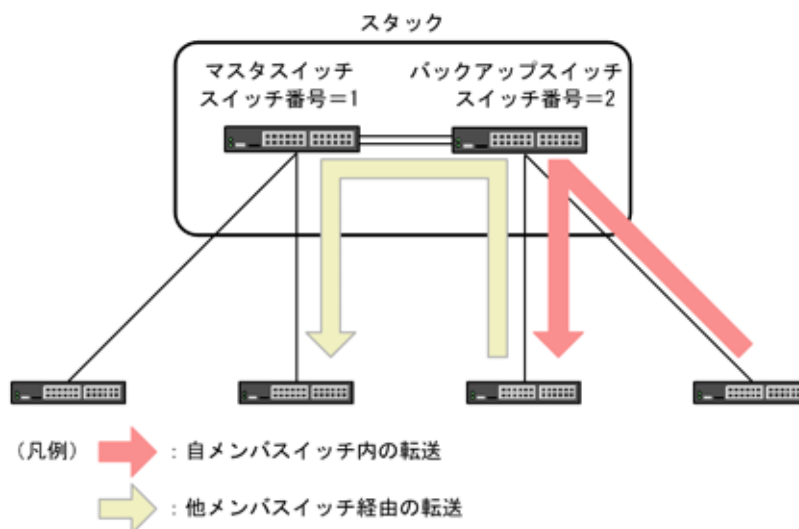 スタック
マスタスイッチ
スイッチ番号=1
バックアップスイッチ
スイッチ番号=2
(凡例)
:自メンバスイッチ内の転送
:他メンバスイッチ経由の転送